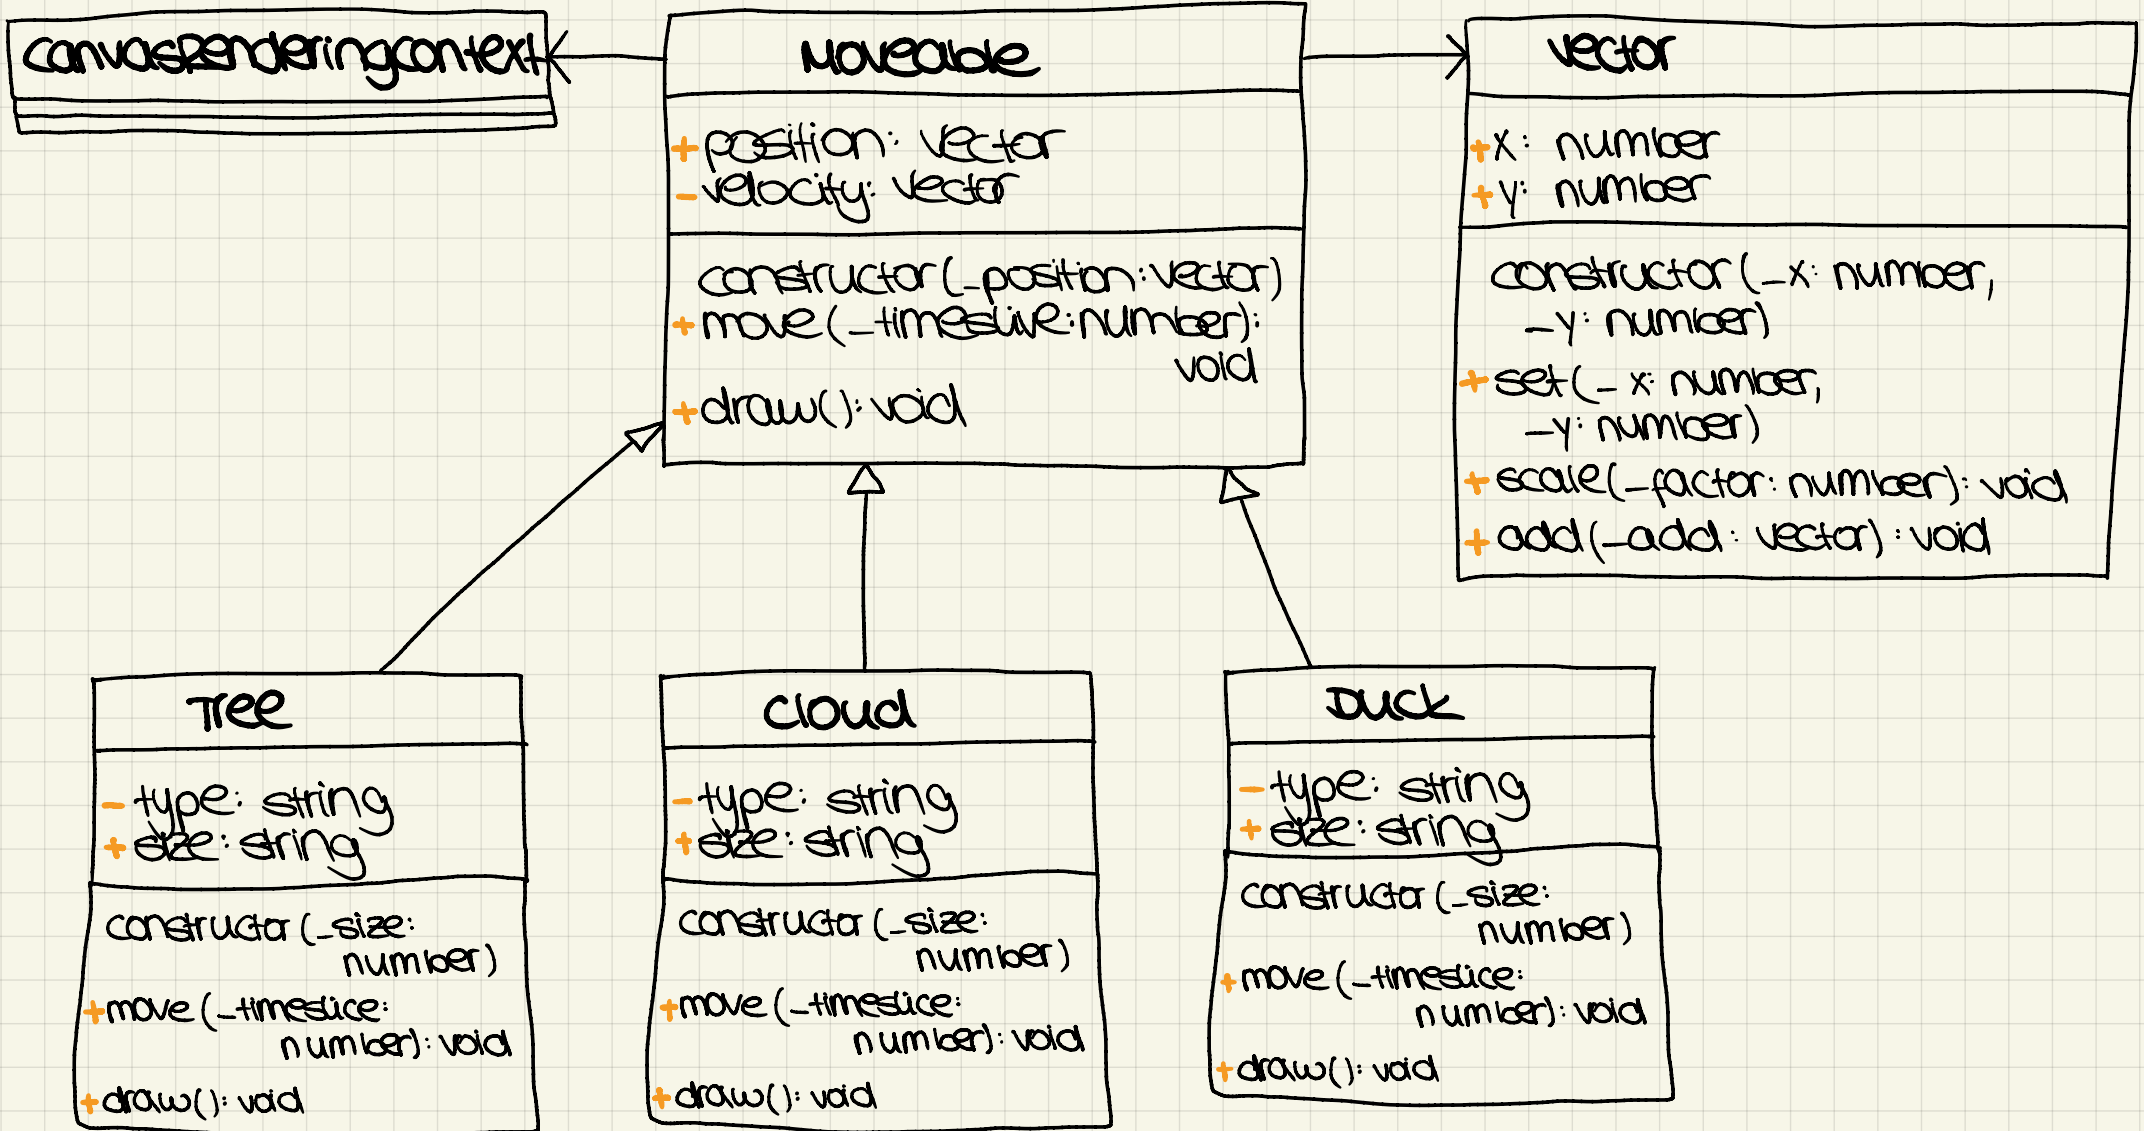 canvasRenderingcontext
Moveable
+ position: vector
- velocity: vector
constructor (_position: vector)
+ move (_timeslive: number):
void
+ draw(): void
vector
+ x: number
+ y: number
constructor (_x: number,
_y: number)
+ set (_x: number,
_y: number)
+ scale (_factor: number): void
+ add (_add: vector): void
Tree
- type: string
+ size: string
constructor (_size:
number)
+ move (_timeslice:
number): void
+ draw(): void
cloud
- type: string
+ size: string
constructor (_size:
number)
+ move (_timeslice:
number): void
+ draw(): void
Duck
- type: string
+ size: string
constructor (_size:
number)
+ move (_timeslice:
number): void
+ draw(): void